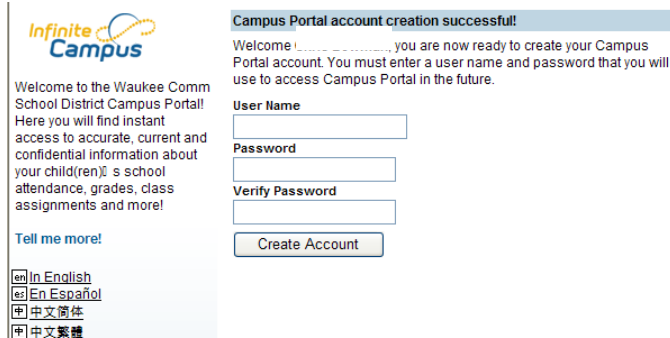 Infinite
Campus
Welcome to the Waukee Comm
School District Campus Portal!
Here you will find instant
access to accurate, current and
confidential information about
your child(ren)▯ s school
attendance, grades, class
assignments and more!
Tell me more!
en In English
es En Español
中 中文简体
中 中文繁體
Campus Portal account creation successful!
Welcome , you are now ready to create your Campus
Portal account. You must enter a user name and password that you will
use to access Campus Portal in the future.
User Name
Password
Verify Password
Create Account